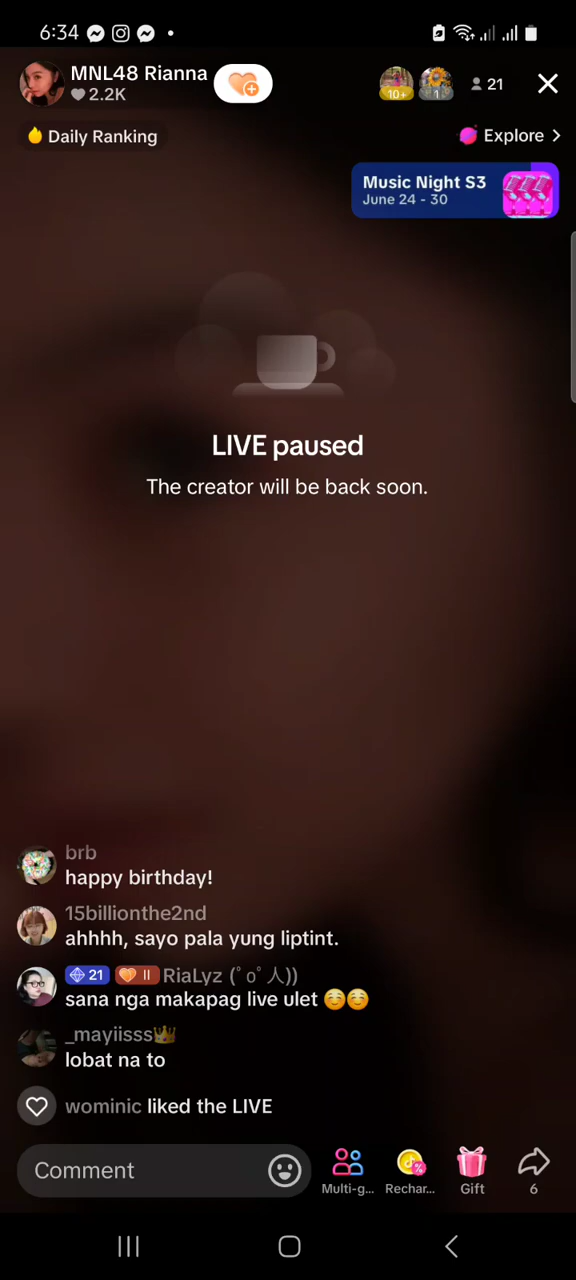 6:34
MNL48 Rianna
2.2K
10+
1
21
Daily Ranking
Explore
Music Night S3
June 24 - 30
LIVE paused
The creator will be back soon.
brb
happy birthday!
15billionthe2nd
ahhhh, sayo pala yung liptint.
21 II RiaLyz (ﾟoﾟ人))
sana nga makapag live ulet ☺️☺️
_mayiisss👑
lobat na to
wominic liked the LIVE
Comment
Multi-g...
Rechar...
Gift
6